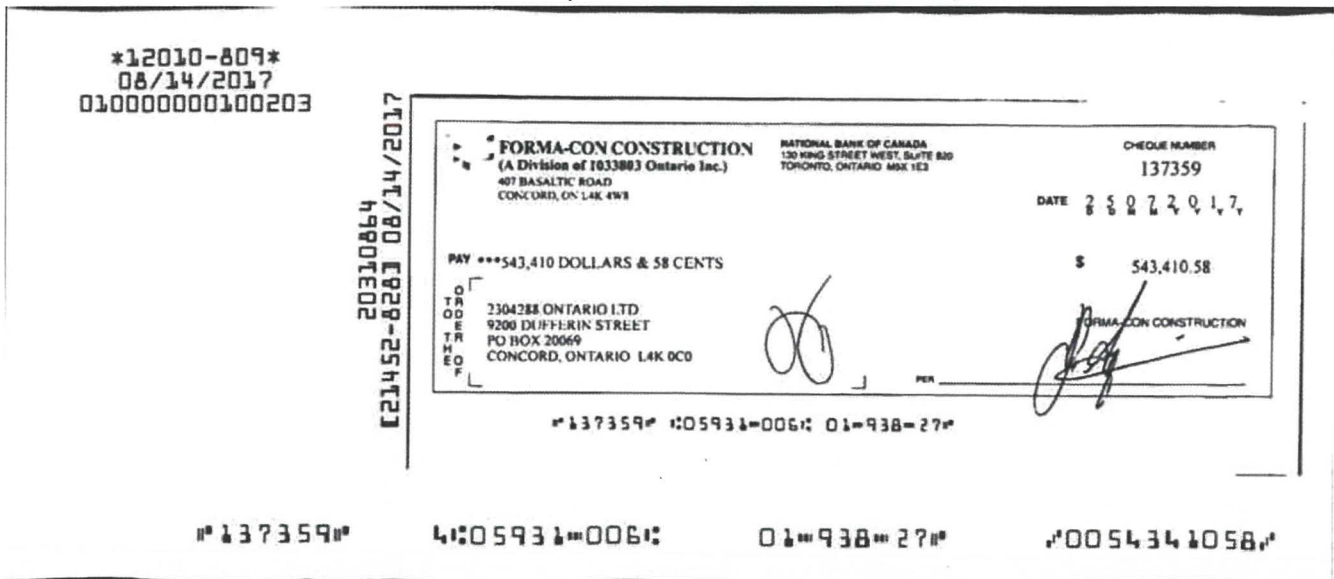 *12010-809*
08/14/2017
010000000100203
20310864
[21452-8283] 08/14/2017
FORMA-CON CONSTRUCTION
(A Division of 1033803 Ontario Inc.)
407 BASALTIC ROAD
CONCORD, ON L4K 4W8
NATIONAL BANK OF CANADA
130 KING STREET WEST, SUITE 820
TORONTO, ONTARIO M5X 1E3
CHEQUE NUMBER
137359
DATE 2 5 0 7 2 0 1 7
D D M M Y Y Y Y
PAY ***543,410 DOLLARS & 58 CENTS
$ 543,410.58
TO THE
ORDER OF
2304288 ONTARIO LTD
9200 DUFFERIN STREET
PO BOX 20069
CONCORD, ONTARIO L4K 0C0
FORMA-CON CONSTRUCTION
PER
⑈137359⑈ ⑆05931⑉006⑆ 01⑉938⑉27⑈
⑈137359⑈ 4⑆05931⑉006⑆ 01⑉938⑉27⑈ ⑇0054341058⑇